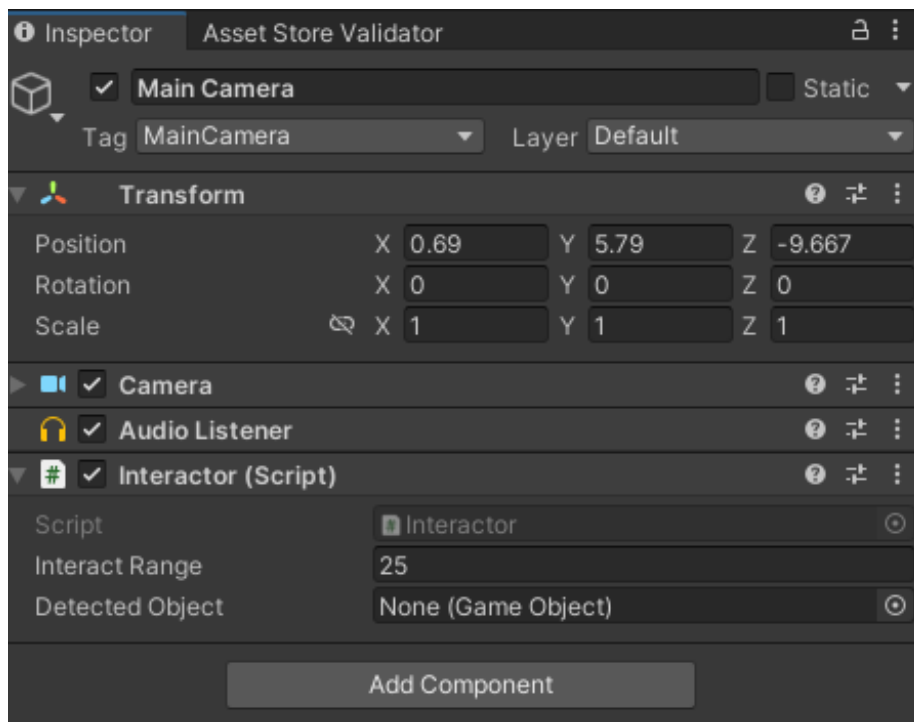 Inspector Asset Store Validator
Main Camera Static
Tag MainCamera Layer Default
Transform
Position X 0.69 Y 5.79 Z -9.667
Rotation X 0 Y 0 Z 0
Scale X 1 Y 1 Z 1
Camera
Audio Listener
# Interactor (Script)
Script # Interactor
Interact Range 25
Detected Object None (Game Object)
Add Component